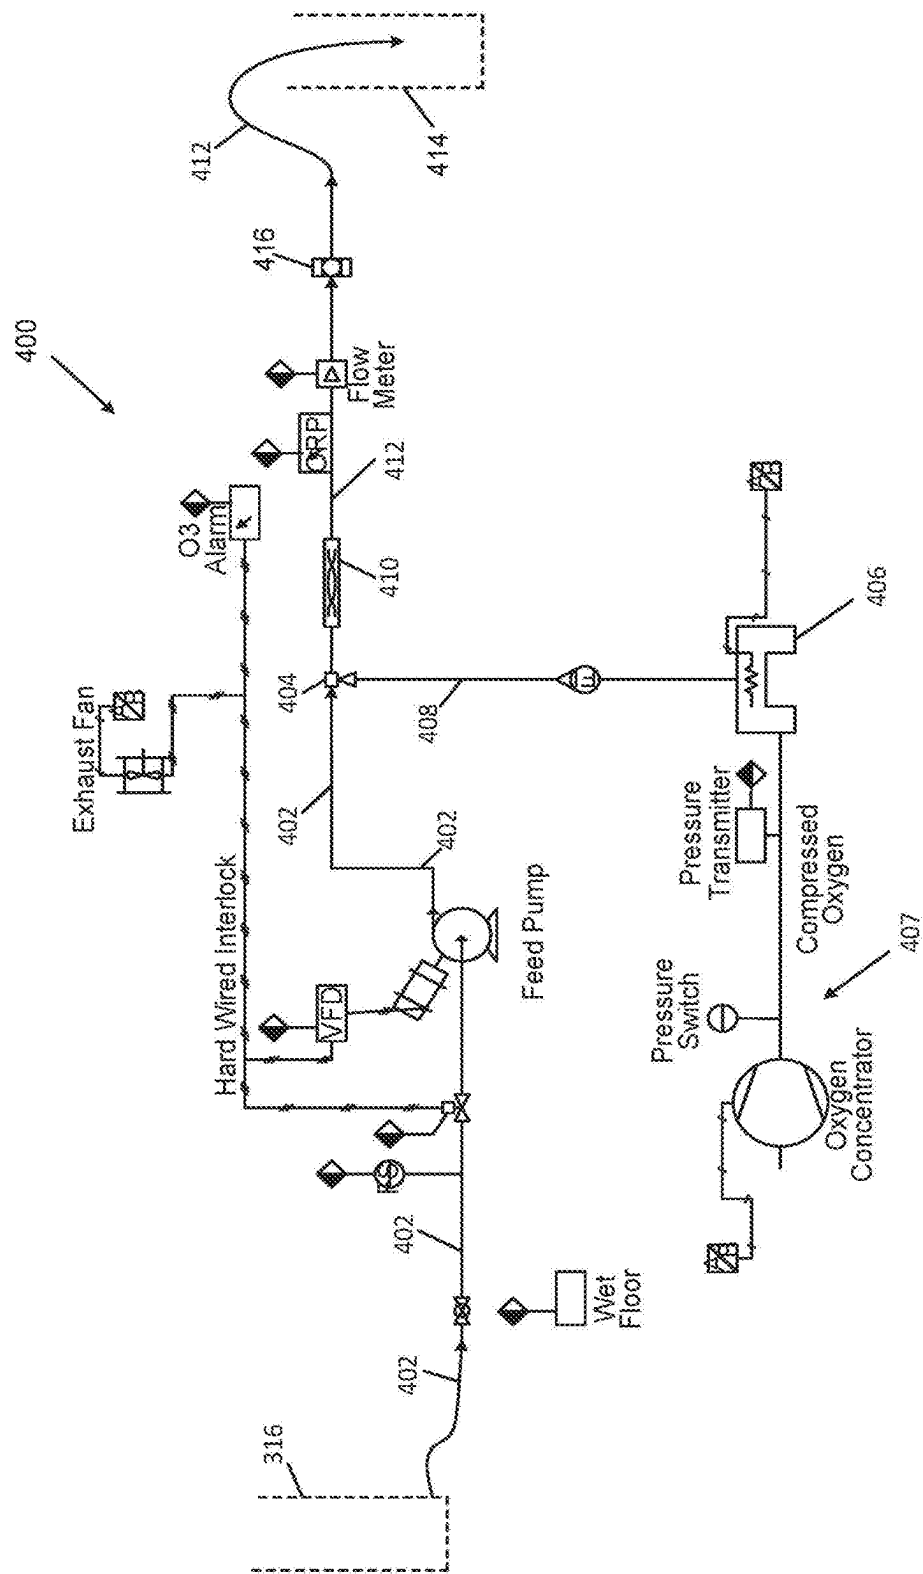 400
316
402
402
402
402
404
406
407
408
410
412
412
414
416
Exhaust Fan
O3
Alarm
Hard Wired Interlock
VFD
Feed Pump
ORP
Flow
Meter
Wet
Floor
Pressure
Switch
Pressure
Transmitter
Compressed
Oxygen
Oxygen
Concentrator